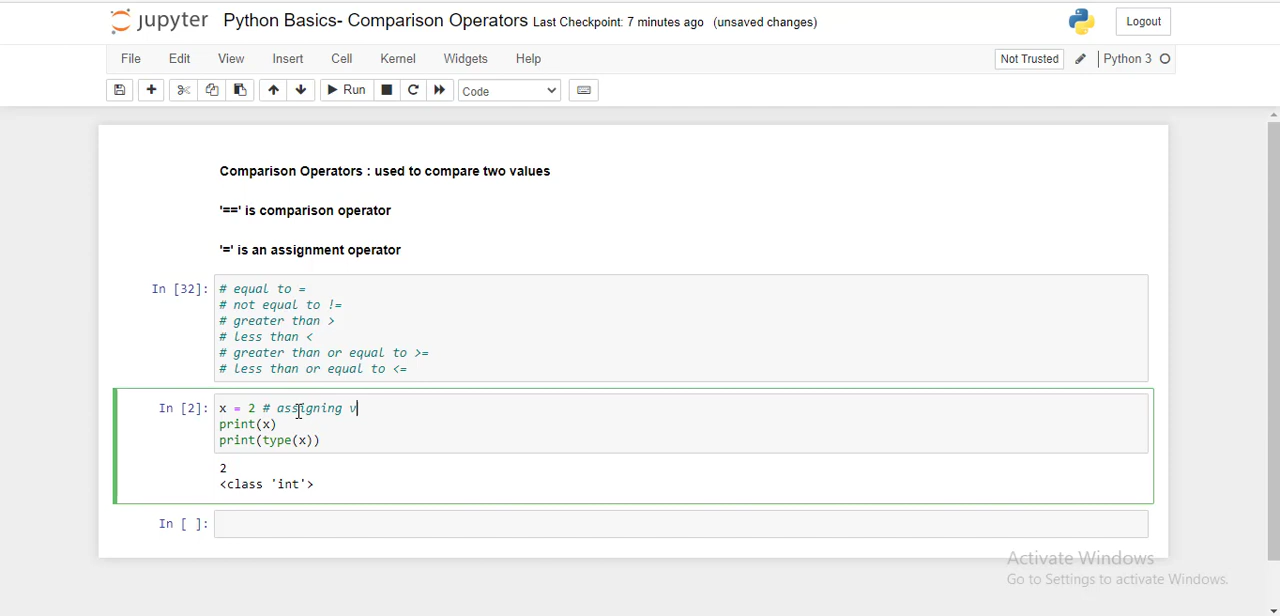 jupyter Python Basics- Comparison Operators Last Checkpoint: 7 minutes ago (unsaved changes) Logout
File Edit View Insert Cell Kernel Widgets Help Not Trusted Python 3
Run Code
Comparison Operators : used to compare two values
'==' is comparison operator
'=' is an assignment operator
In [32]: # equal to =
# not equal to !=
# greater than >
# less than <
# greater than or equal to >=
# less than or equal to <=
In [2]: x = 2 # assigning v
print(x)
print(type(x))
2
<class 'int'>
In [ ]:
Activate Windows
Go to Settings to activate Windows.